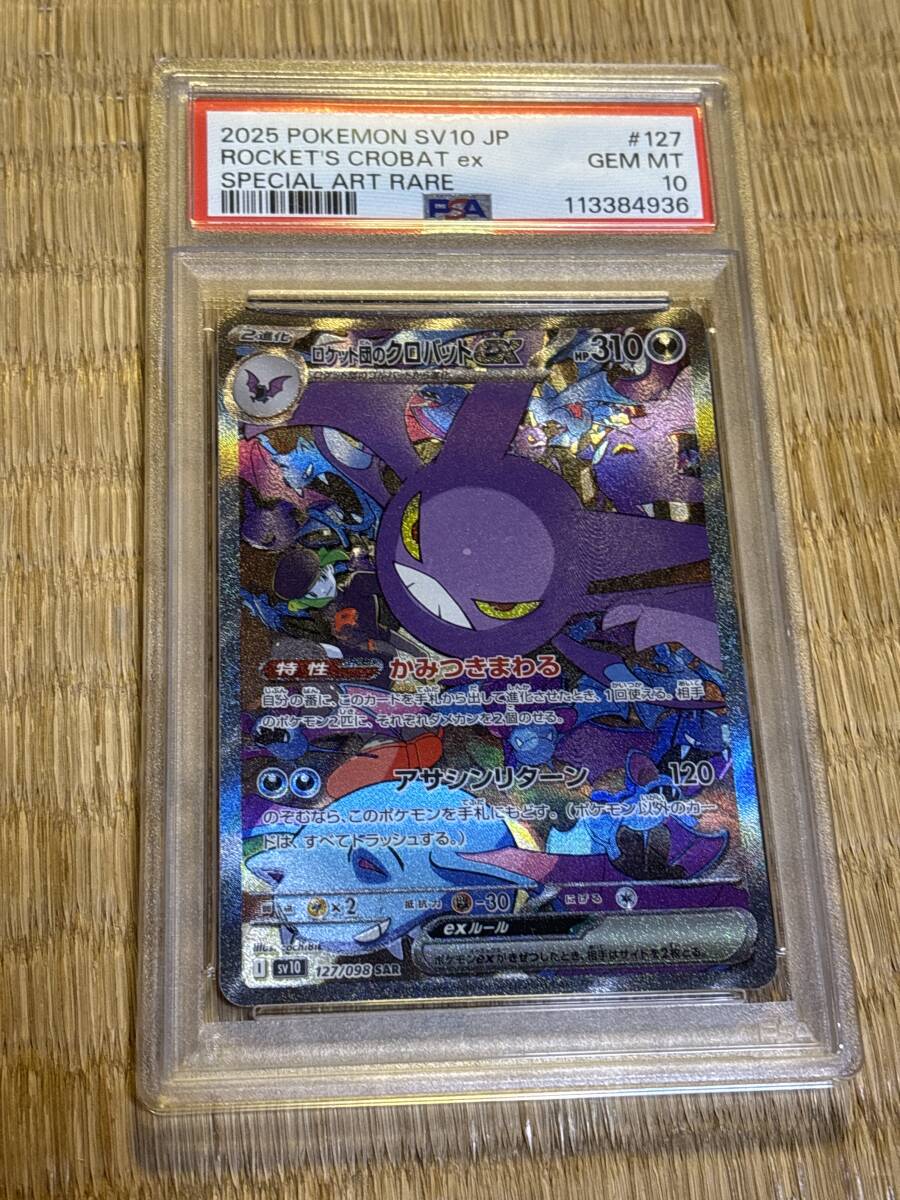 2025 POKEMON SV10 JP #127
ROCKET'S CROBAT ex GEM MT
SPECIAL ART RARE 10
PSA 113384936
2進化 ロケット団のクロバットex HP310
特性 かみつきまわる
自分の番に、このカードを手札から出して進化させたとき、1回使える。相手
のポケモン2匹に、それぞれダメカンを2個のせる。
アサシンリターン 120
のぞむなら、このポケモンを手札にもどす。(ポケモン以外のカー
ドは、すべてトラッシュする。)
×2 抵抗力 -30 にげる
exルール
ポケモンexがきぜつしたとき、相手はサイドを2枚とる。
I sv10 127/098 SAR